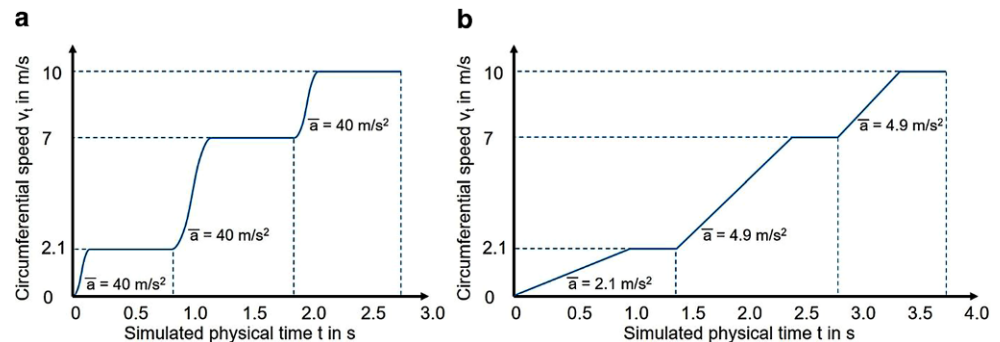 a
Circumferential speed vt in m/s
10
7
2.1
0
a = 40 m/s²
a = 40 m/s²
a = 40 m/s²
0 0.5 1.0 1.5 2.0 2.5 3.0
Simulated physical time t in s
b
Circumferential speed vt in m/s
10
7
2.1
0
a = 4.9 m/s²
a = 4.9 m/s²
a = 2.1 m/s²
0 0.5 1.0 1.5 2.0 2.5 3.0 3.5 4.0
Simulated physical time t in s